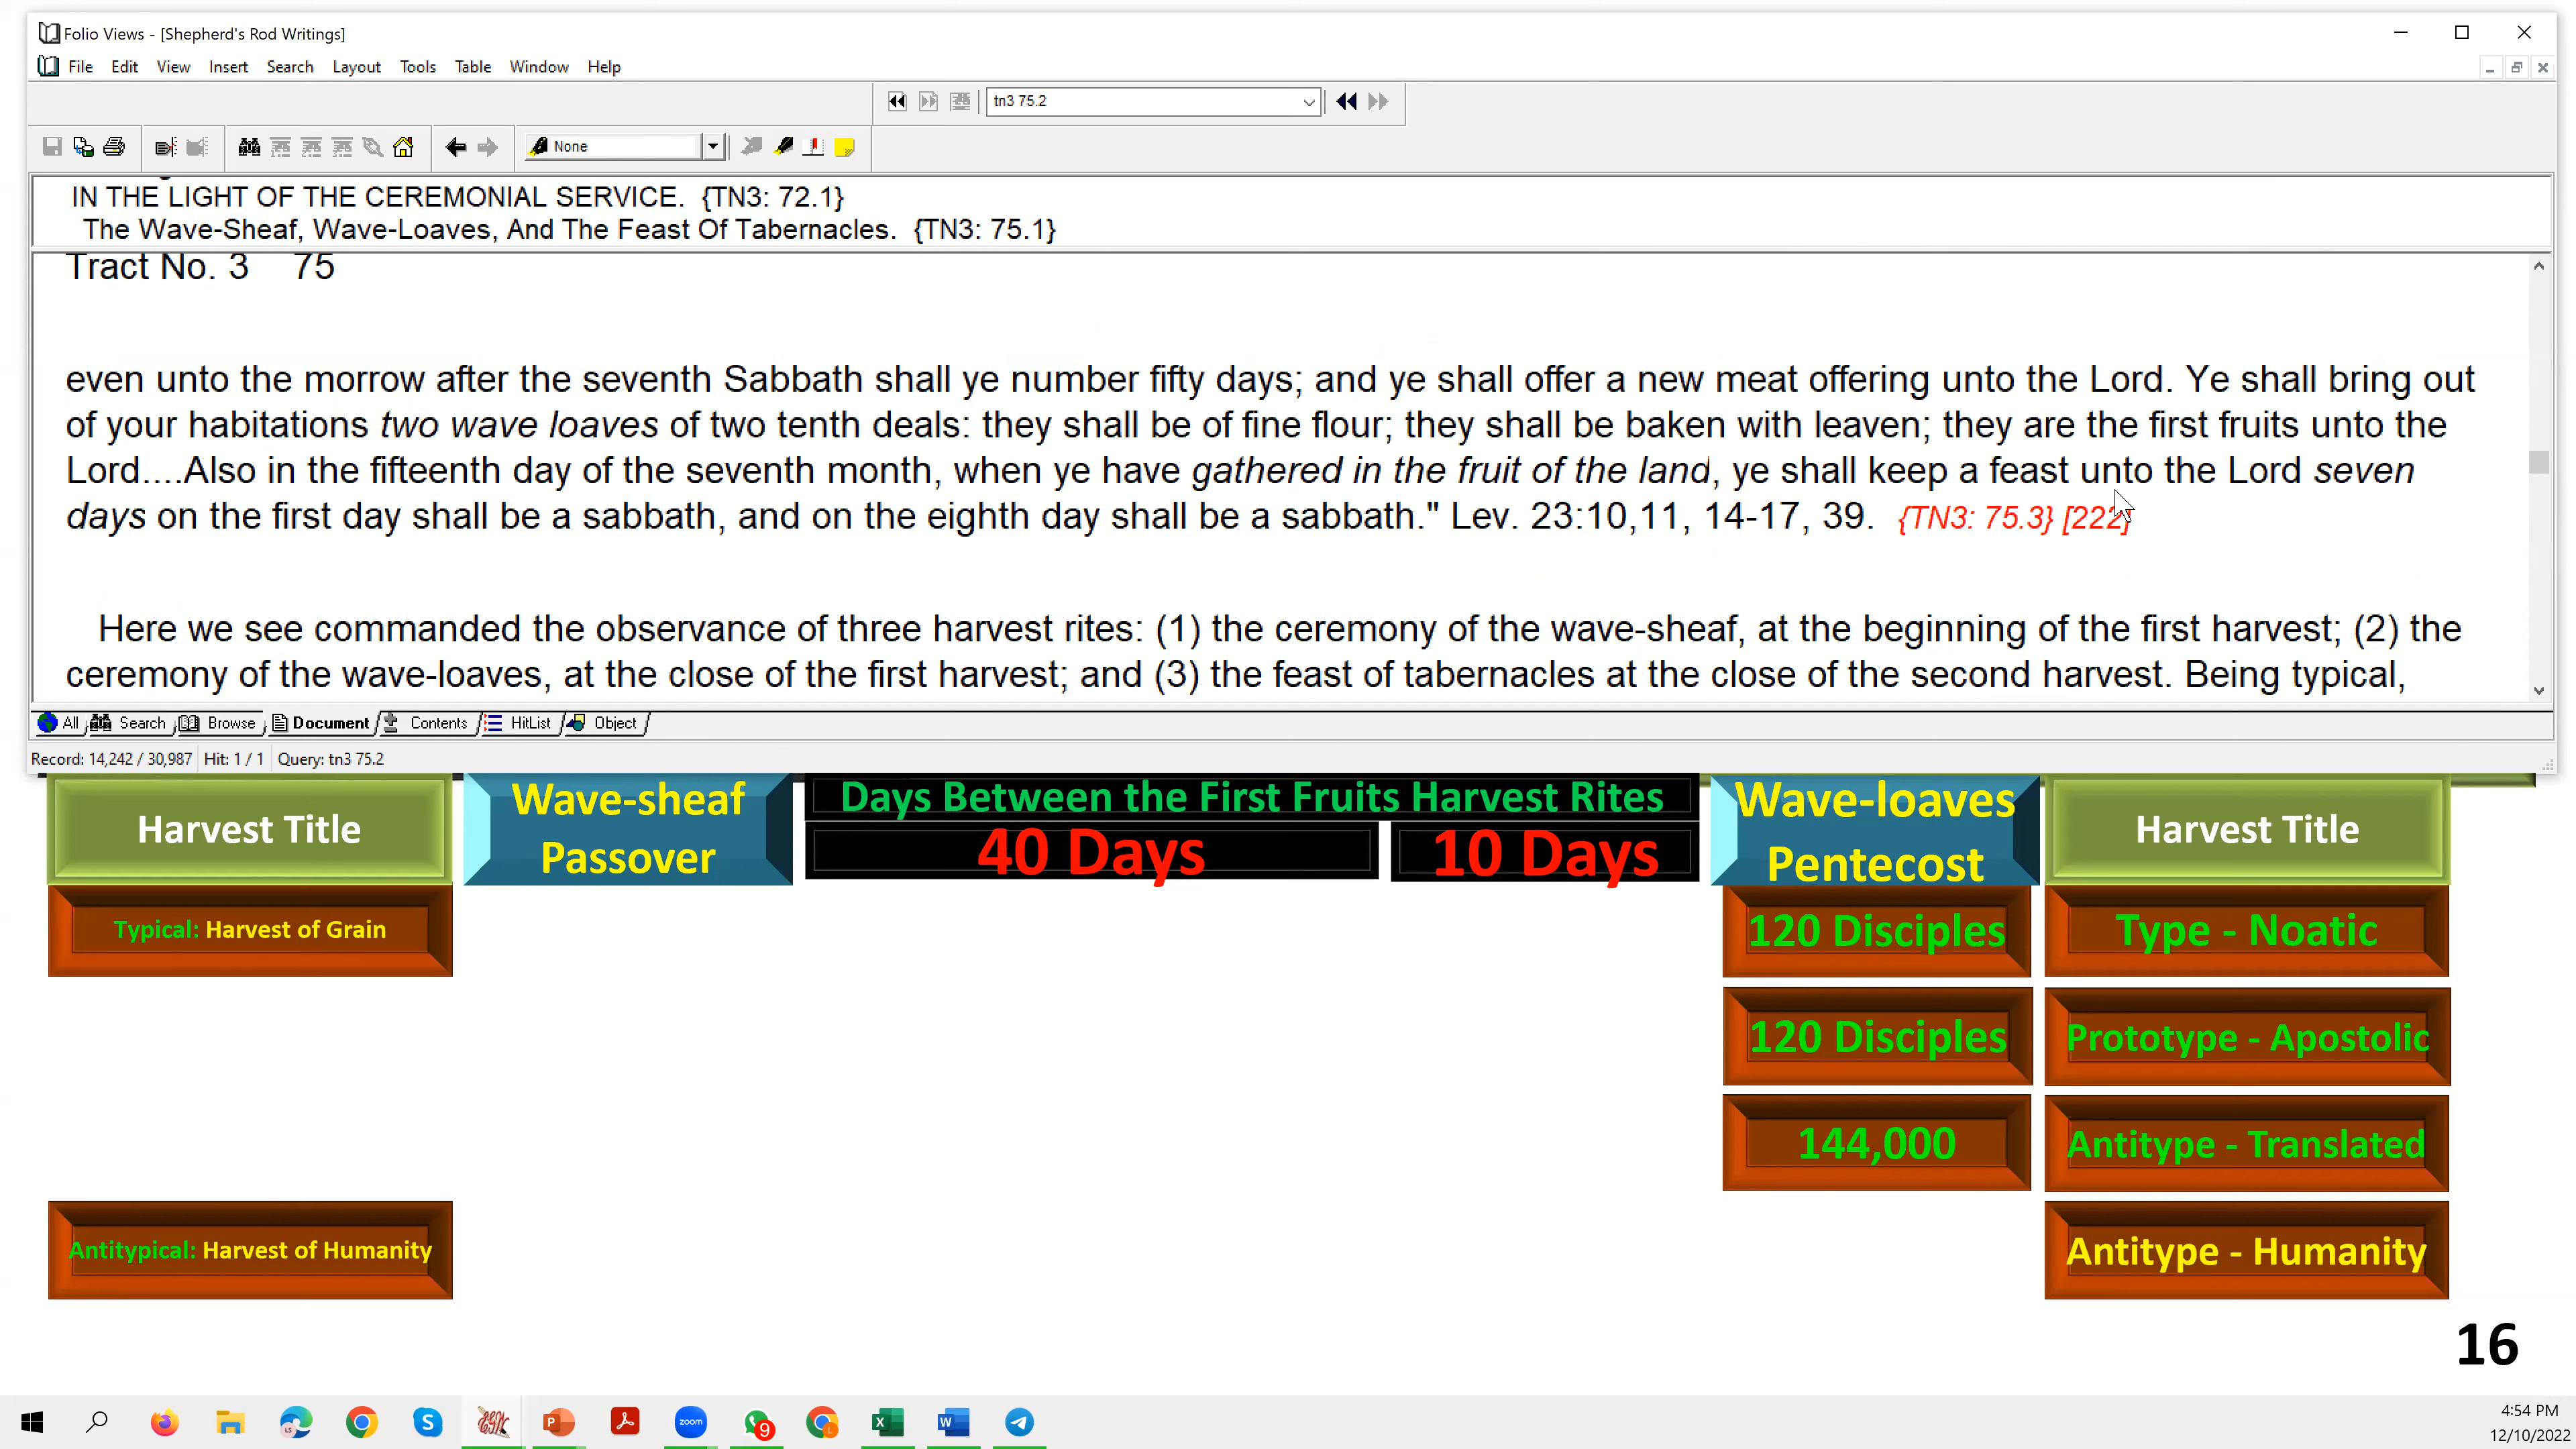 Folio Views - [Shepherd's Rod Writings]
File Edit View Insert Search Layout Tools Table Window Help
tn3 75.2
None
IN THE LIGHT OF THE CEREMONIAL SERVICE. {TN3: 72.1}
The Wave-Sheaf, Wave-Loaves, And The Feast Of Tabernacles. {TN3: 75.1}
Tract No. 3 75
even unto the morrow after the seventh Sabbath shall ye number fifty days; and ye shall offer a new meat offering unto the Lord. Ye shall bring out
of your habitations two wave loaves of two tenth deals: they shall be of fine flour; they shall be baken with leaven; they are the first fruits unto the
Lord....Also in the fifteenth day of the seventh month, when ye have gathered in the fruit of the land, ye shall keep a feast unto the Lord seven
days on the first day shall be a sabbath, and on the eighth day shall be a sabbath." Lev. 23:10,11, 14-17, 39. {TN3: 75.3} [222]
Here we see commanded the observance of three harvest rites: (1) the ceremony of the wave-sheaf, at the beginning of the first harvest; (2) the
ceremony of the wave-loaves, at the close of the first harvest; and (3) the feast of tabernacles at the close of the second harvest. Being typical,
All Search Browse Document Contents HitList Object
Record: 14,242 / 30,987 Hit: 1 / 1 Query: tn3 75.2
Harvest Title
Wave-sheaf
Passover
Days Between the First Fruits Harvest Rites
40 Days
10 Days
Wave-loaves
Pentecost
Harvest Title
Typical: Harvest of Grain
120 Disciples
Type - Noatic
120 Disciples
Prototype - Apostolic
144,000
Antitype - Translated
Antitypical: Harvest of Humanity
Antitype - Humanity
16
LS
S
P
zoom
9
L
X
W
4:54 PM
12/10/2022